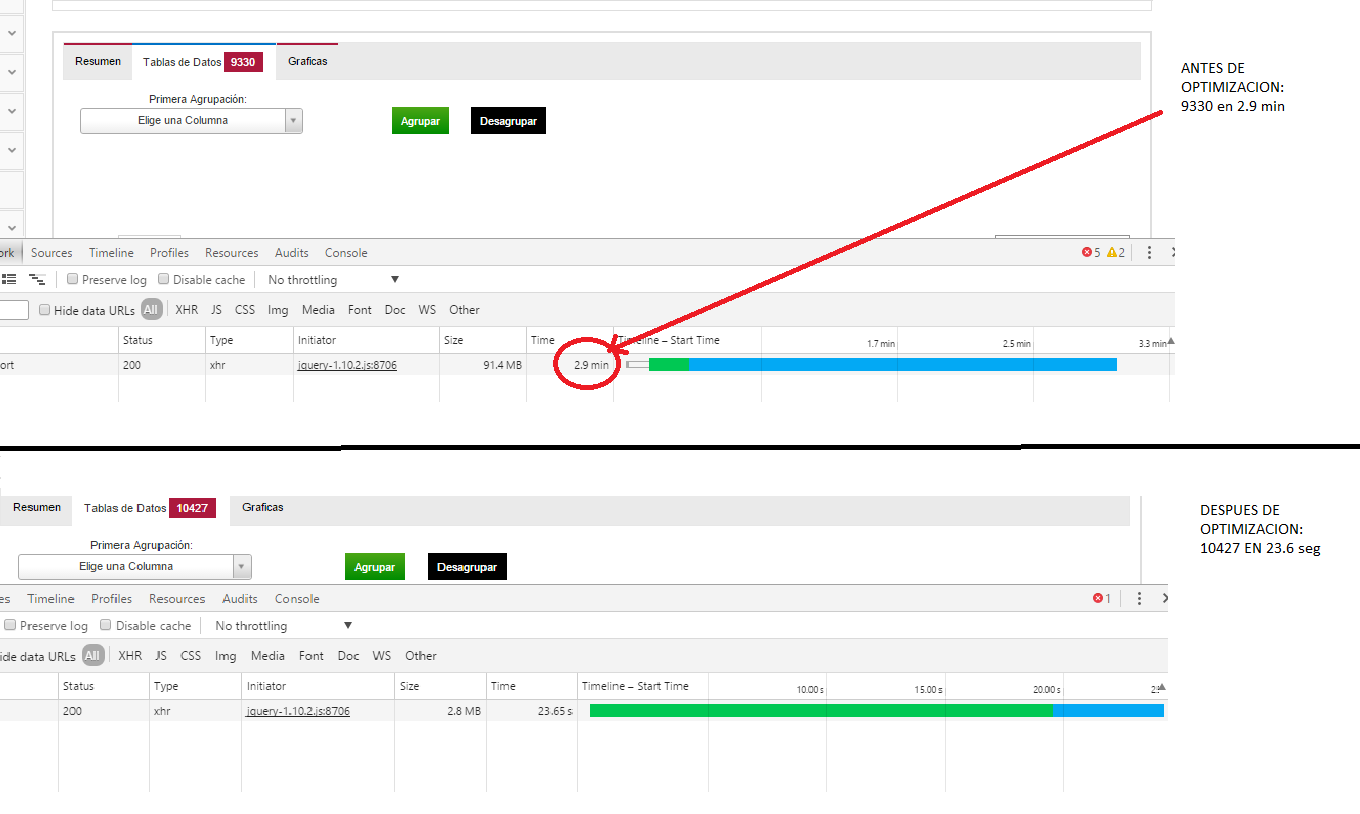 Resumen Tablas de Datos 9330 Graficas
ANTES DE
OPTIMIZACION:
9330 en 2.9 min
Primera Agrupación:
Elige una Columna Agrupar Desagrupar
ork Sources Timeline Profiles Resources Audits Console 5 2
Preserve log Disable cache No throttling
Hide data URLs All XHR JS CSS Img Media Font Doc WS Other
Status Type Initiator Size Time Timeline – Start Time 1.7 min 2.5 min 3.3 min
ort 200 xhr jquery-1.10.2.js:8706 91.4 MB 2.9 min
Resumen Tablas de Datos 10427 Graficas
DESPUES DE
OPTIMIZACION:
10427 EN 23.6 seg
Primera Agrupación:
Elige una Columna Agrupar Desagrupar
es Timeline Profiles Resources Audits Console 1
Preserve log Disable cache No throttling
ide data URLs All XHR JS CSS Img Media Font Doc WS Other
Status Type Initiator Size Time Timeline – Start Time 10.00 s 15.00 s 20.00 s
200 xhr jquery-1.10.2.js:8706 2.8 MB 23.65 s